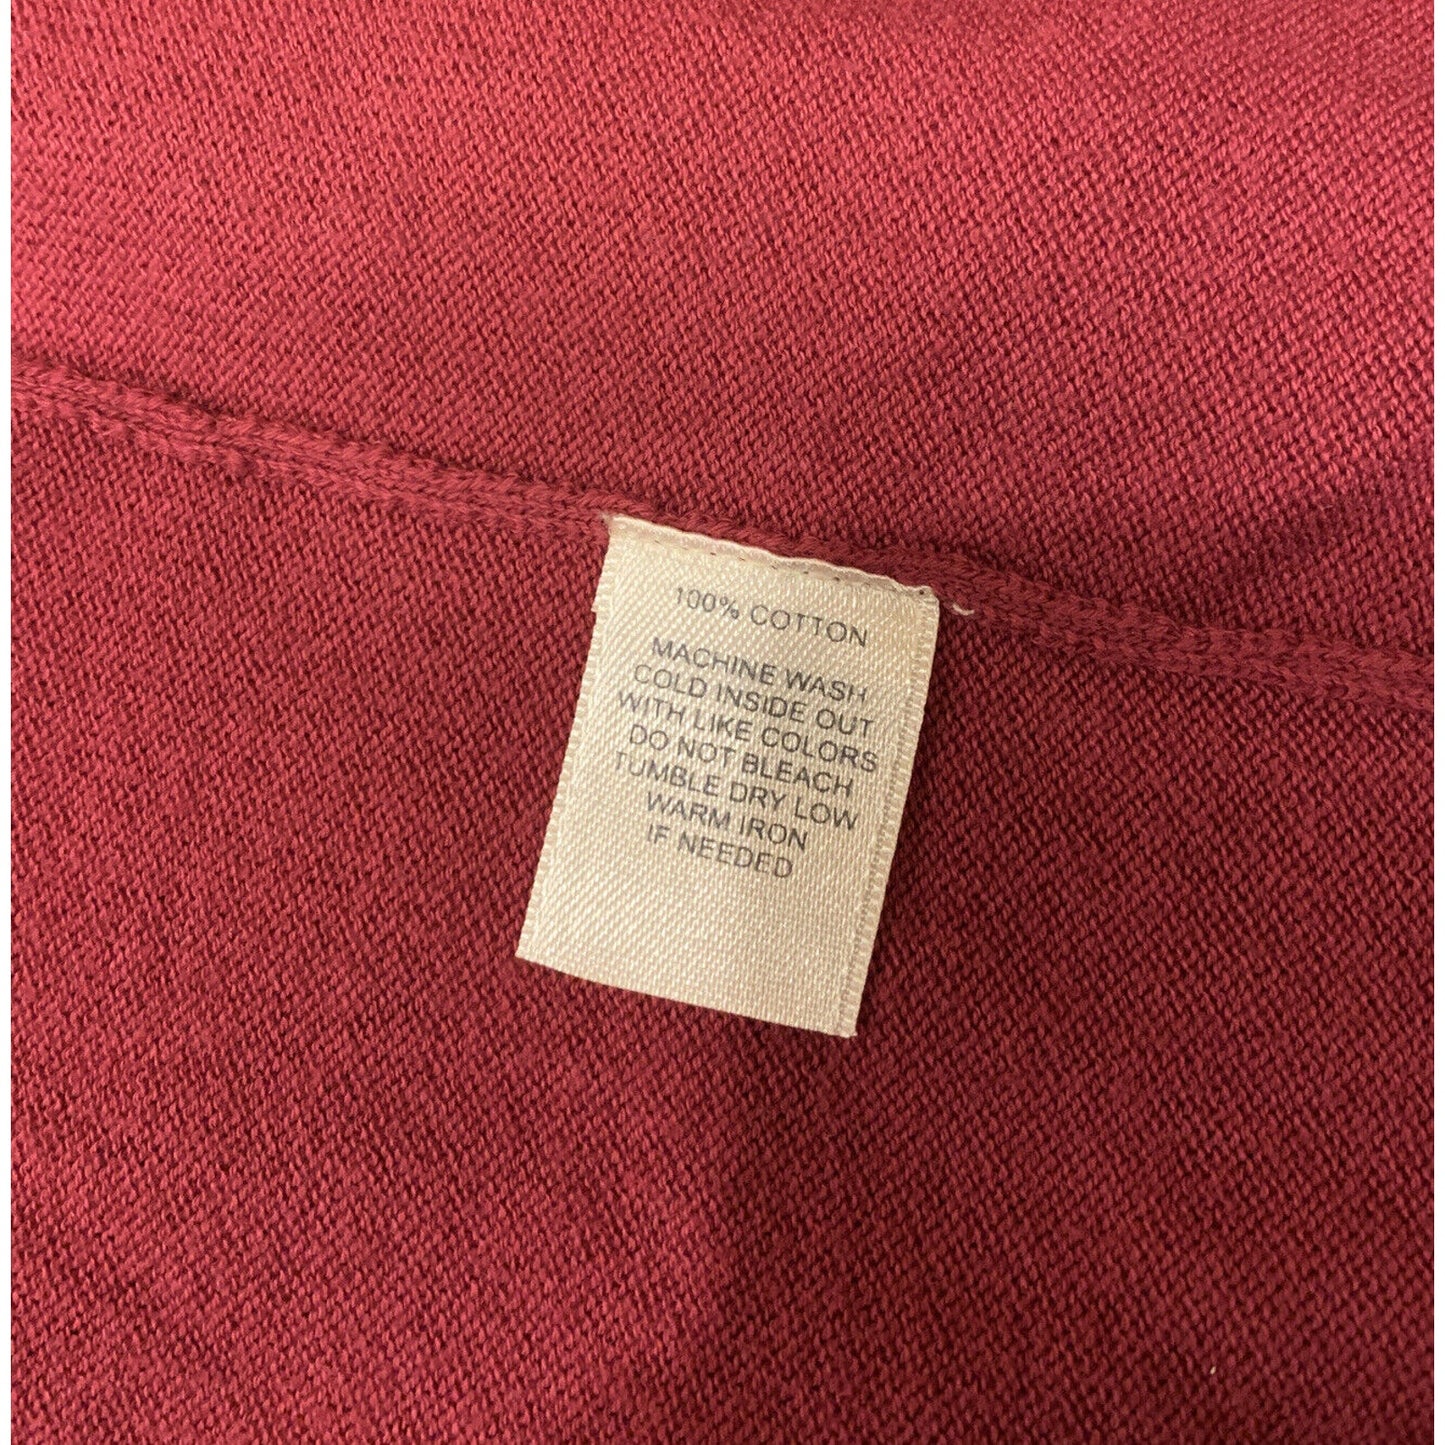 100% COTTON
MACHINE WASH
COLD INSIDE OUT
WITH LIKE COLORS
DO NOT BLEACH
TUMBLE DRY LOW
WARM IRON
IF NEEDED